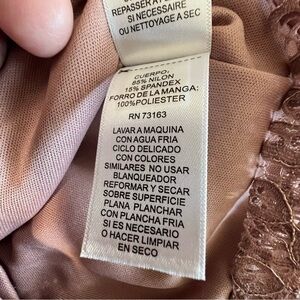 REPASSER À
SI NÉCESSAIRE
OU NETTOYAGE A SEC
CUERPO:
85% NILON
15% SPANDEX
FORRO DE LA MANGA:
100%POLIESTER
RN 73163
LAVAR A MAQUINA
CON AGUA FRIA
CICLO DELICADO
CON COLORES
SIMILARES NO USAR
BLANQUEADOR
REFORMAR Y SECAR
SOBRE SUPERFICIE
PLANA PLANCHAR
CON PLANCHA FRIA
SI ES NECESARIO
O HACER LIMPIAR
EN SECO